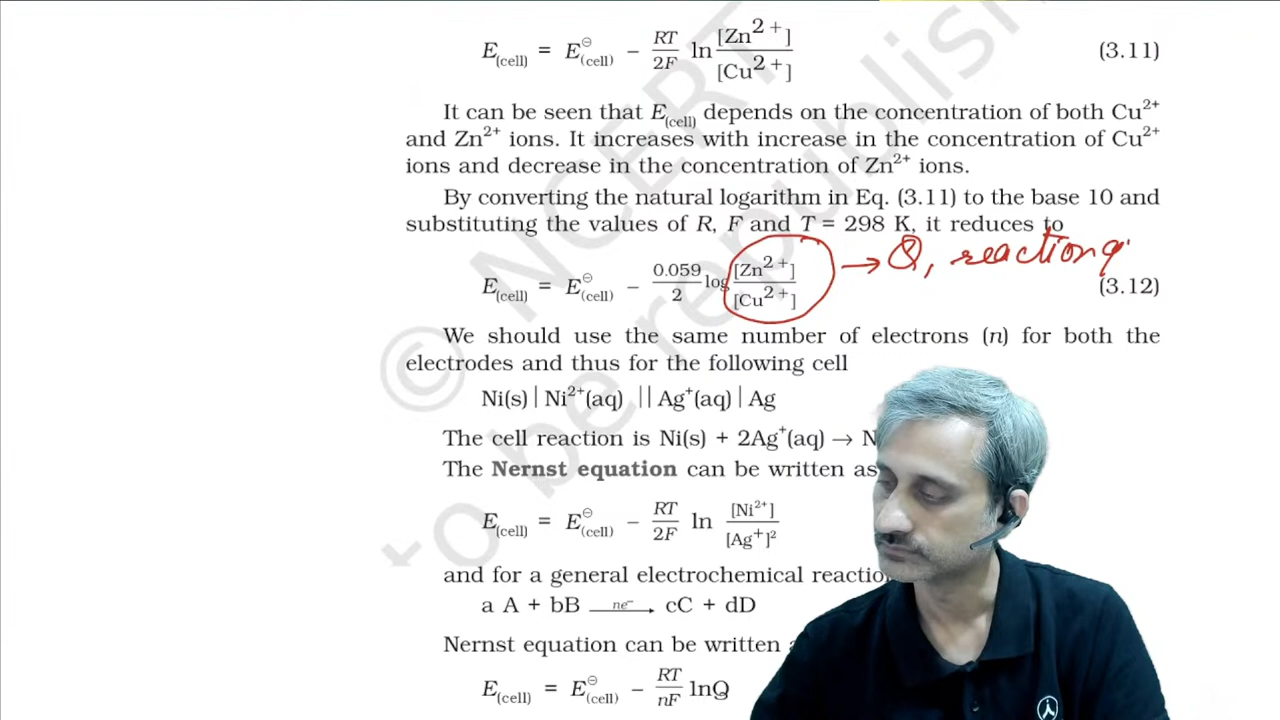 E(cell) = E⊖(cell) − RT/2F ln [Zn2+]/[Cu2+] (3.11)
It can be seen that E(cell) depends on the concentration of both Cu2+
and Zn2+ ions. It increases with increase in the concentration of Cu2+
ions and decrease in the concentration of Zn2+ ions.
By converting the natural logarithm in Eq. (3.11) to the base 10 and
substituting the values of R, F and T = 298 K, it reduces to
E(cell) = E⊖(cell) − 0.059/2 log [Zn2+]/[Cu2+] → Q, reaction q (3.12)
We should use the same number of electrons (n) for both the
electrodes and thus for the following cell
Ni(s) | Ni2+(aq) || Ag+(aq) | Ag
The cell reaction is Ni(s) + 2Ag+(aq) → N
The Nernst equation can be written as
E(cell) = E⊖(cell) − RT/2F ln [Ni2+]/[Ag+]2
and for a general electrochemical reactio
a A + bB ne−→ cC + dD
Nernst equation can be written
E(cell) = E⊖(cell) − RT/nF lnQ
© NCERT
to be republish